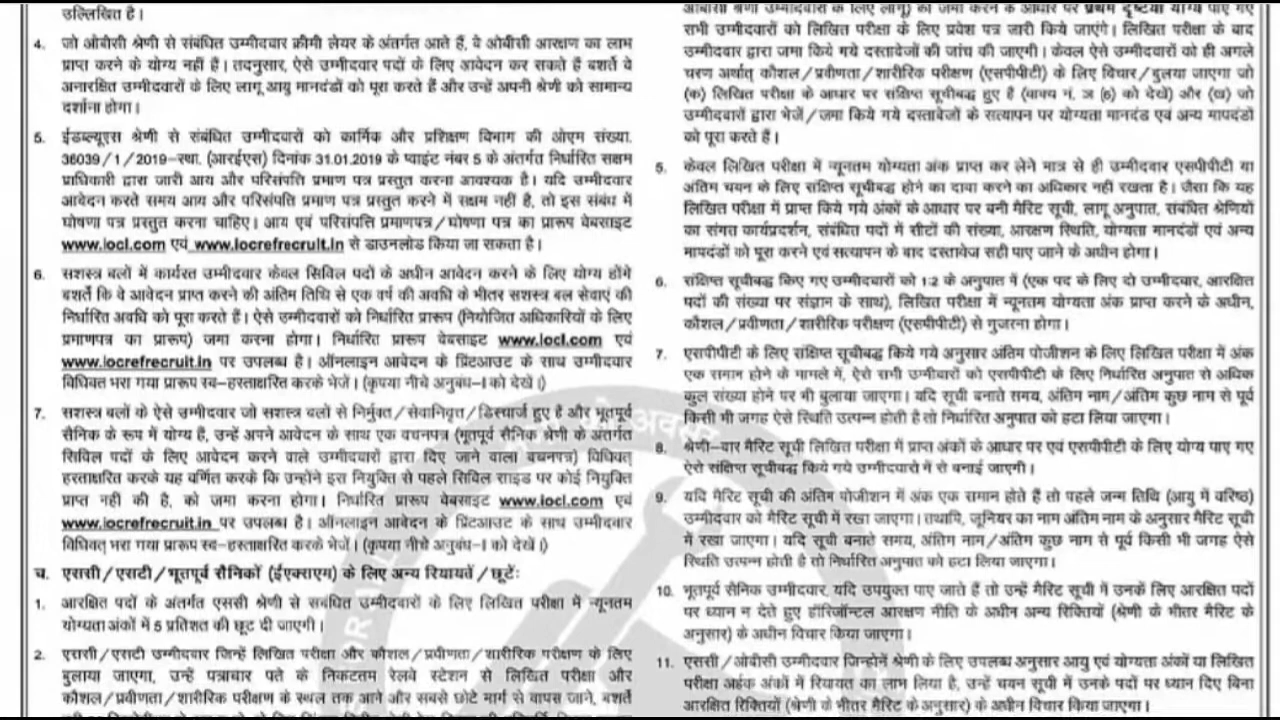 उल्लिखित है।
4. जो ओबीसी श्रेणी से संबंधित उम्मीदवार क्रीमी लेयर के अंतर्गत आते हैं, वे ओबीसी आरक्षण का लाभ
प्राप्त करने के योग्य नहीं है। तदनुसार, ऐसे उम्मीदवार पदों के लिए आवेदन कर सकते हैं बशर्ते वे
अनारक्षित उम्मीदवारों के लिए लागू आयु मानदंडों को पूरा करते हैं और उन्हें अपनी श्रेणी को सामान्य
दर्शाना होगा।
5. ईडब्ल्यूएस श्रेणी से संबंधित उम्मीदवारों को कार्मिक और प्रशिक्षण विभाग की ओएम संख्या.
36039/1/2019–स्था. (आरईएस) दिनांक 31.01.2019 के प्वाइंट नंबर 5 के अंतर्गत निर्धारित सक्षम
प्राधिकारी द्वारा जारी आय और परिसंपति प्रमाण पत्र प्रस्तुत करना आवश्यक है। यदि उम्मीदवार
आवेदन करते समय आय और परिसंपति प्रमाण पत्र प्रस्तुत करने में सक्षम नहीं है, तो इस संबंध में
घोषणा पत्र प्रस्तुत करना चाहिए। आय एवं परिसंपति प्रमाणपत्र/घोषणा पत्र का प्रारूप वेबसाइट
www.iocl.com एवं www.iocrefrecruit.in से डाउनलोड किया जा सकता है।
6. सशस्त्र बलों में कार्यरत उम्मीदवार केवल सिविल पदों के अधीन आवेदन करने के लिए योग्य होंगे
बशर्ते कि वे आवेदन प्राप्त करने की अंतिम तिथि से एक वर्ष की अवधि के भीतर सशस्त्र बल सेवाएं की
निर्धारित अवधि को पूरा करते हैं। ऐसे उम्मीदवारों को निर्धारित प्रारूप (नियोजित अधिकारियों के लिए
प्रमाणपत्र का प्रारूप) जमा करना होगा। निर्धारित प्रारूप वेबसाइट www.iocl.com एवं
www.iocrefrecruit.in पर उपलब्ध है। ऑनलाइन आवेदन के प्रिंटआउट के साथ उम्मीदवार
विधिवत भरा गया प्रारूप स्व–हस्ताक्षरित करके भेजें। (कृपया नीचे अनुबंध–I को देखें।)
7. सशस्त्र बलों के ऐसे उम्मीदवार जो सशस्त्र बलों से निर्मुक्त/सेवानिवृत्त/डिस्चार्ज हुए है और भूतपूर्व
सैनिक के रूप में योग्य है, उन्हें अपने आवेदन के साथ एक वचनपत्र (भूतपूर्व सैनिक श्रेणी के अंतर्गत
सिविल पदों के लिए आवेदन करने वाले उम्मीदवारों द्वारा दिए जाने वाला वचनपत्र) विधिवत्
हस्ताक्षरित करके यह वर्णित करके कि उन्होंने इस नियुक्ति से पहले सिविल साइड पर कोई नियुक्ति
प्राप्त नही की है, को जमा करना होगा। निर्धारित प्रारूप वेबसाइट www.iocl.com एवं
www.iocrefrecruit.in पर उपलब्ध है। ऑनलाइन आवेदन के प्रिंटआउट के साथ उम्मीदवार
विधिवत् भरा गया प्रारूप स्व–हस्ताक्षरित करके भेजें। (कृपया नीचे अनुबंध–I को देखें।)
च. एससी/एसटी/भूतपूर्व सैनिकों (ईएक्सएम) के लिए अन्य रियायतें/छूटें:
1. आरक्षित पदों के अंतर्गत एससी श्रेणी से संबंधित उम्मीदवारों के लिए लिखित परीक्षा में न्यूनतम
योग्यता अंकों में 5 प्रतिशत की छूट दी जाएगी।
2. एससी/एसटी उम्मीदवार जिन्हें लिखित परीक्षा और कौशल/प्रवीणता/शारीरिक परीक्षण के लिए
बुलाया जाएगा, उन्हें पत्राचार पते के निकटतम रेलवे स्टेशन से लिखित परीक्षा और
कौशल/प्रवीणता/शारीरिक परीक्षण के स्थल तक आने और सबसे छोटे मार्ग से वापस जाने, बशर्ते
ओबीसी श्रेणी उम्मीदवारों के लिए लागू) को जमा करने के आधार पर प्रथम दृष्टया योग्य पाए गए
सभी उम्मीदवारों को लिखित परीक्षा के लिए प्रवेश पत्र जारी किये जाएंगे। लिखित परीक्षा के बाद
उम्मीदवार द्वारा जमा किये गये दस्तावेजों की जांच की जाएगी। केवल ऐसे उम्मीदवारों को ही अगले
चरण अर्थात् कौशल/प्रवीणता/शारीरिक परीक्षण (एसपीपीटी) के लिए विचार/बुलया जाएगा जो
(क) लिखित परीक्षा के आधार पर संक्षिप्त सूचीबद्ध हुए है (वाक्य नं. ञ (6) को देखें) और (ख) जो
उम्मीदवारों द्वारा भेजें/जमा किये गये दस्तावेजों के सत्यापन पर योग्यता मानदंड एवं अन्य मापदंडों
को पूरा करते हैं।
5. केवल लिखित परीक्षा में न्यूनतम योग्यता अंक प्राप्त कर लेने मात्र से ही उम्मीदवार एसपीपीटी या
अंतिम चयन के लिए संक्षिप्त सूचीबद्ध होने का दावा करने का अधिकार नहीं रखता है। जैसा कि यह
लिखित परीक्षा में प्राप्त किये गये अंकों के आधार पर बनी मैरिट सूची, लागू अनुपात, संबंधित श्रेणियों
का संगत कार्यप्रदर्शन, संबंधित पदों में सीटों की संख्या, आरक्षण स्थिति, योग्यता मानदंडों एवं अन्य
मापदंडों को पूरा करने एवं सत्यापन के बाद दस्तावेज सही पाए जाने के अधीन होगा।
6. संक्षिप्त सूचीबद्ध किए गए उम्मीदवारों को 1:2 के अनुपात में (एक पद के लिए दो उम्मीदवार, आरक्षित
पदों की संख्या पर संज्ञान के साथ), लिखित परीक्षा में न्यूनतम योग्यता अंक प्राप्त करने के अधीन,
कौशल/प्रवीणता/शारीरिक परीक्षण (एसपीपीटी) से गुजरना होगा।
7. एसपीपीटी के लिए संक्षिप्त सूचीबद्ध किये गये अनुसार अंतिम पोजीशन के लिए लिखित परीक्षा में अंक
एक समान होने के मामले में, ऐसे सभी उम्मीवारों को एसपीपीटी के लिए निर्धारित अनुपात से अधिक
कुल संख्या होने पर भी बुलाया जाएगा। यदि सूची बनाते समय, अंतिम नाम/अंतिम कुछ नाम से पूर्व
किसी भी जगह ऐसे स्थिति उत्पन्न होती है तो निर्धारित अनुपात को हटा लिया जाएगा।
8. श्रेणी–वार मैरिट सूची लिखित परीक्षा में प्राप्त अंकों के आधार पर एवं एसपीपीटी के लिए योग्य पाए गए
ऐसे संक्षिप्त सूचीबद्ध किये गये उम्मीदवारों में से बनाई जाएगी।
9. यदि मैरिट सूची की अंतिम पोजीशन में अंक एक समान होते हैं तो पहले जन्म तिथि (आयु में वरिष्ठ)
उम्मीदवार को मैरिट सूची में रखा जाएगा। तथापि, जूनियर का नाम अंतिम नाम के अनुसार मैरिट सूची
में रखा जाएगा। यदि सूची बनाते समय, अंतिम नाम/अंतिम कुछ नाम से पूर्व किसी भी जगह ऐसे
स्थिति उत्पन्न होती है तो निर्धारित अनुपात को हटा लिया जाएगा।
10. भूतपूर्व सैनिक उम्मीदवार, यदि उपयुक्त पाए जाते हैं तो उन्हें मैरिट सूची में उनके लिए आरक्षित पदों
पर ध्यान न देते हुए हॉरिजॉन्टल आरक्षण नीति के अधीन अन्य रिक्तियों (श्रेणी के भीतर मैरिट के
अनुसार) के अधीन विचार किया जाएगा।
11. एससी/ओबीसी उम्मीदवार जिन्होंने श्रेणी के लिए उपलब्ध अनुसार आयु एवं योग्यता अंकों या लिखित
परीक्षा अर्हक अंकों में रियायत का लाभ लिया है, उन्हें चयन सूची में उनके पदों पर ध्यान दिए बिना
आरक्षित रिक्तियों (श्रेणी के भीतर मैरिट के अनुसार) के अधीन विचार किया जाएगा।